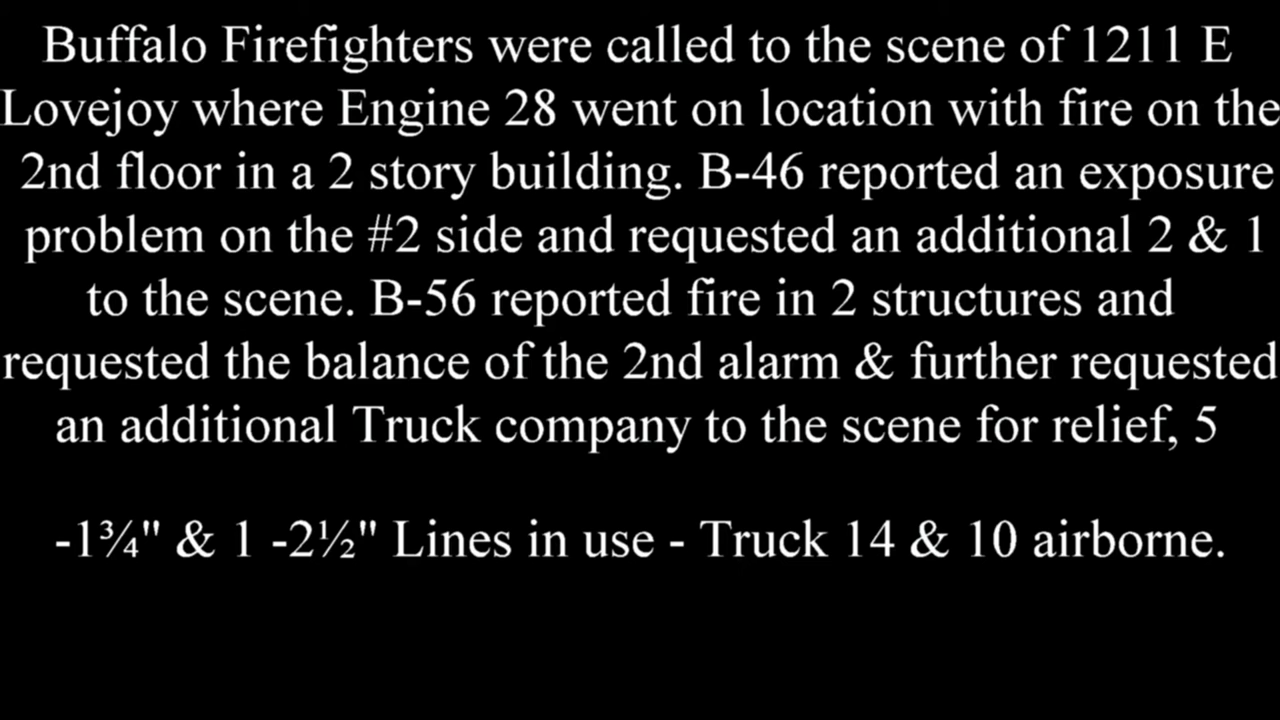 Buffalo Firefighters were called to the scene of 1211 E
Lovejoy where Engine 28 went on location with fire on the
2nd floor in a 2 story building. B-46 reported an exposure
problem on the #2 side and requested an additional 2 & 1
to the scene. B-56 reported fire in 2 structures and
requested the balance of the 2nd alarm & further requested
an additional Truck company to the scene for relief, 5
-1¾" & 1 -2½" Lines in use - Truck 14 & 10 airborne.